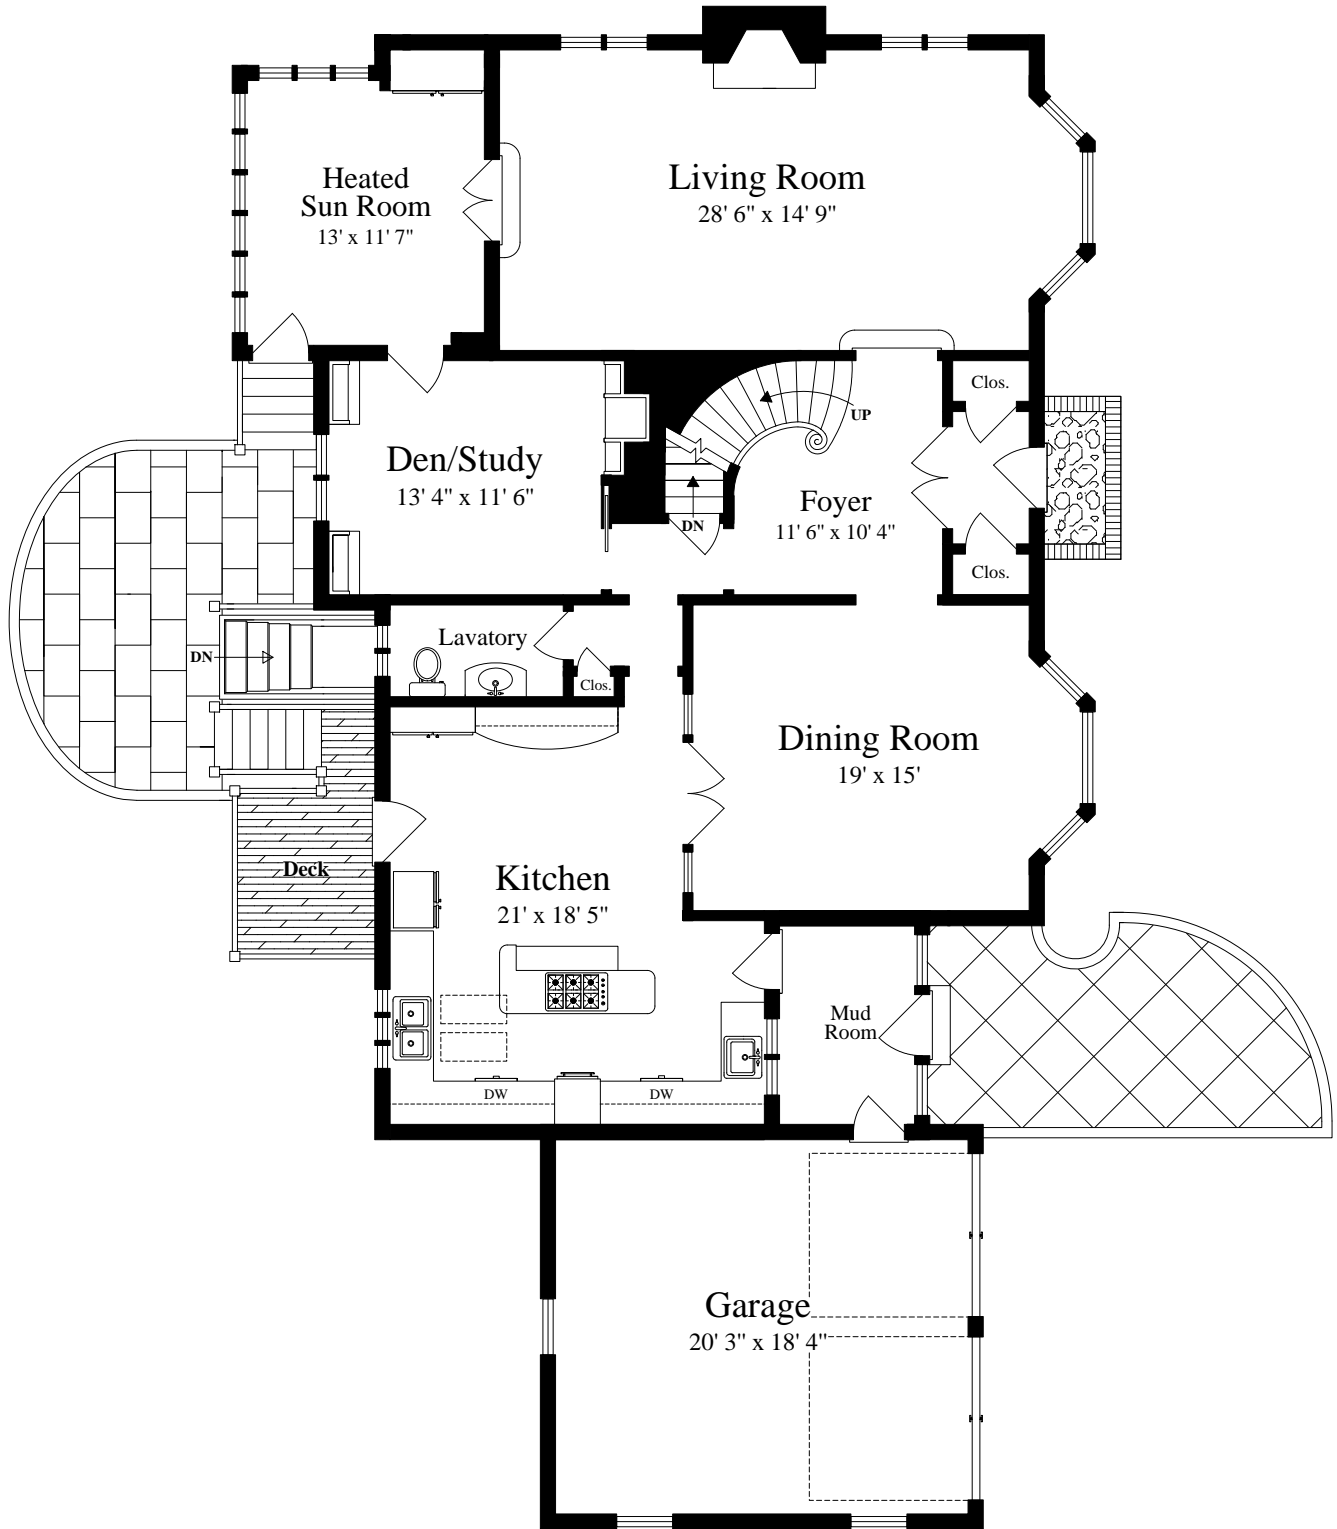 Heated
Sun Room
13' x 11' 7"
Living Room
28' 6" x 14' 9"
Clos.
UP
Den/Study
13' 4" x 11' 6"
Foyer
11' 6" x 10' 4"
DN
Clos.
Lavatory
DN
Clos.
Dining Room
19' x 15'
Deck
Kitchen
21' x 18' 5"
Mud
Room
DW
DW
Garage
20' 3" x 18' 4"